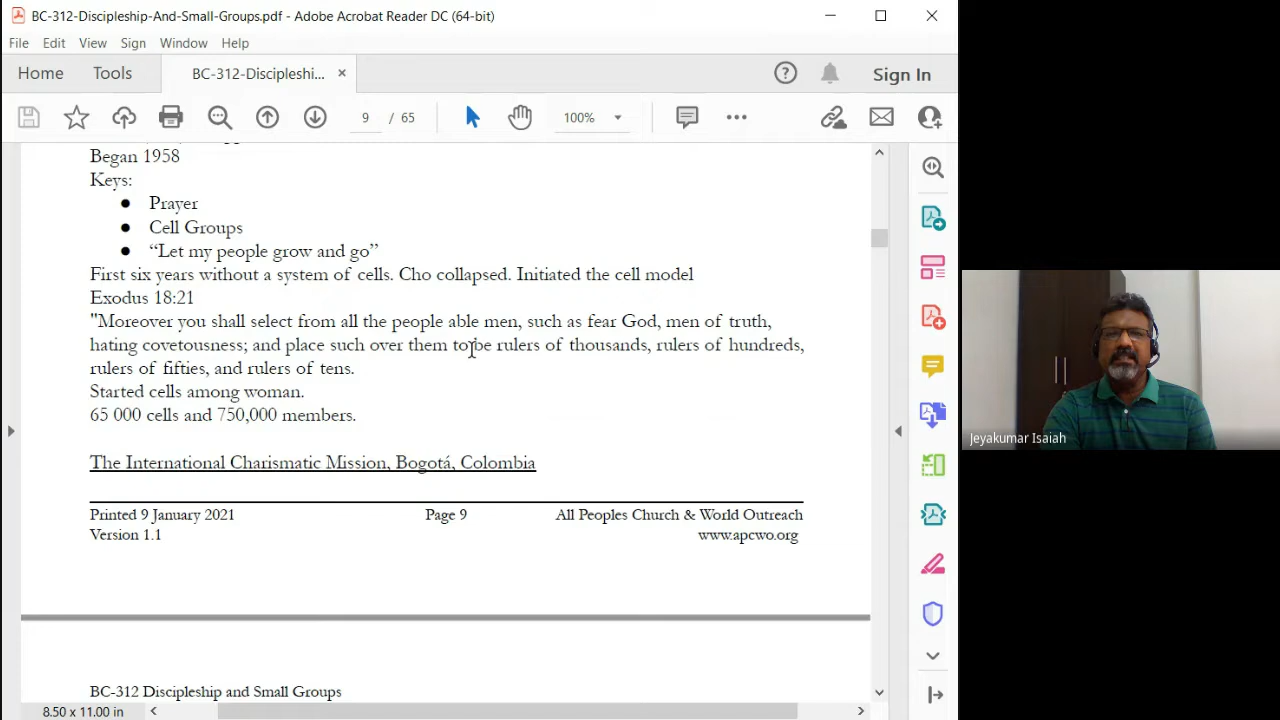 BC-312-Discipleship-And-Small-Groups.pdf - Adobe Acrobat Reader DC (64-bit)
File Edit View Sign Window Help
Home Tools BC-312-Discipleshi... × Sign In
9 / 65 100%
Began 1958
Keys:
● Prayer
● Cell Groups
● “Let my people grow and go”
First six years without a system of cells. Cho collapsed. Initiated the cell model
Exodus 18:21
"Moreover you shall select from all the people able men, such as fear God, men of truth,
hating covetousness; and place such over them to be rulers of thousands, rulers of hundreds,
rulers of fifties, and rulers of tens.
Started cells among woman.
65 000 cells and 750,000 members.
The International Charismatic Mission, Bogotá, Colombia
Printed 9 January 2021 Page 9 All Peoples Church & World Outreach
Version 1.1 www.apcwo.org
BC-312 Discipleship and Small Groups
8.50 x 11.00 in
Jeyakumar Isaiah